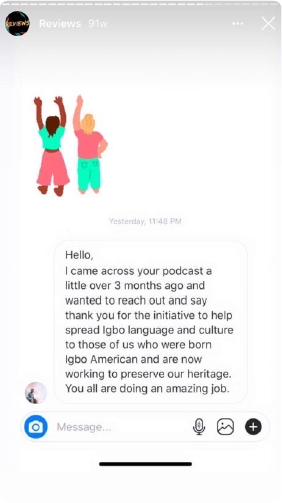 REVIEWS Reviews 91w
Yesterday, 11:48 PM
Hello,
I came across your podcast a
little over 3 months ago and
wanted to reach out and say
thank you for the initiative to help
spread Igbo language and culture
to those of us who were born
Igbo American and are now
working to preserve our heritage.
You all are doing an amazing job.
Message...